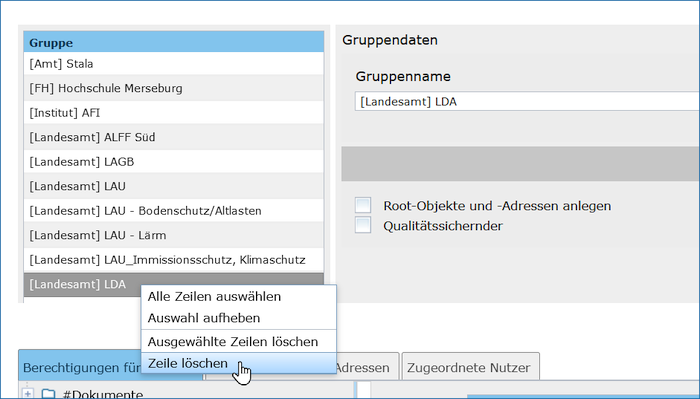 Gruppe
[Amt] Stala
[FH] Hochschule Merseburg
[Institut] AFI
[Landesamt] ALFF Süd
[Landesamt] LAGB
[Landesamt] LAU
[Landesamt] LAU - Bodenschutz/Altlasten
[Landesamt] LAU - Lärm
[Landesamt] LAU_Immissionsschutz, Klimaschutz
[Landesamt] LDA
Gruppendaten
Gruppenname
[Landesamt] LDA
Root-Objekte und -Adressen anlegen
Qualitätssichernder
Alle Zeilen auswählen
Auswahl aufheben
Ausgewählte Zeilen löschen
Zeile löschen
Berechtigungen für
Adressen
Zugeordnete Nutzer
#Dokumente